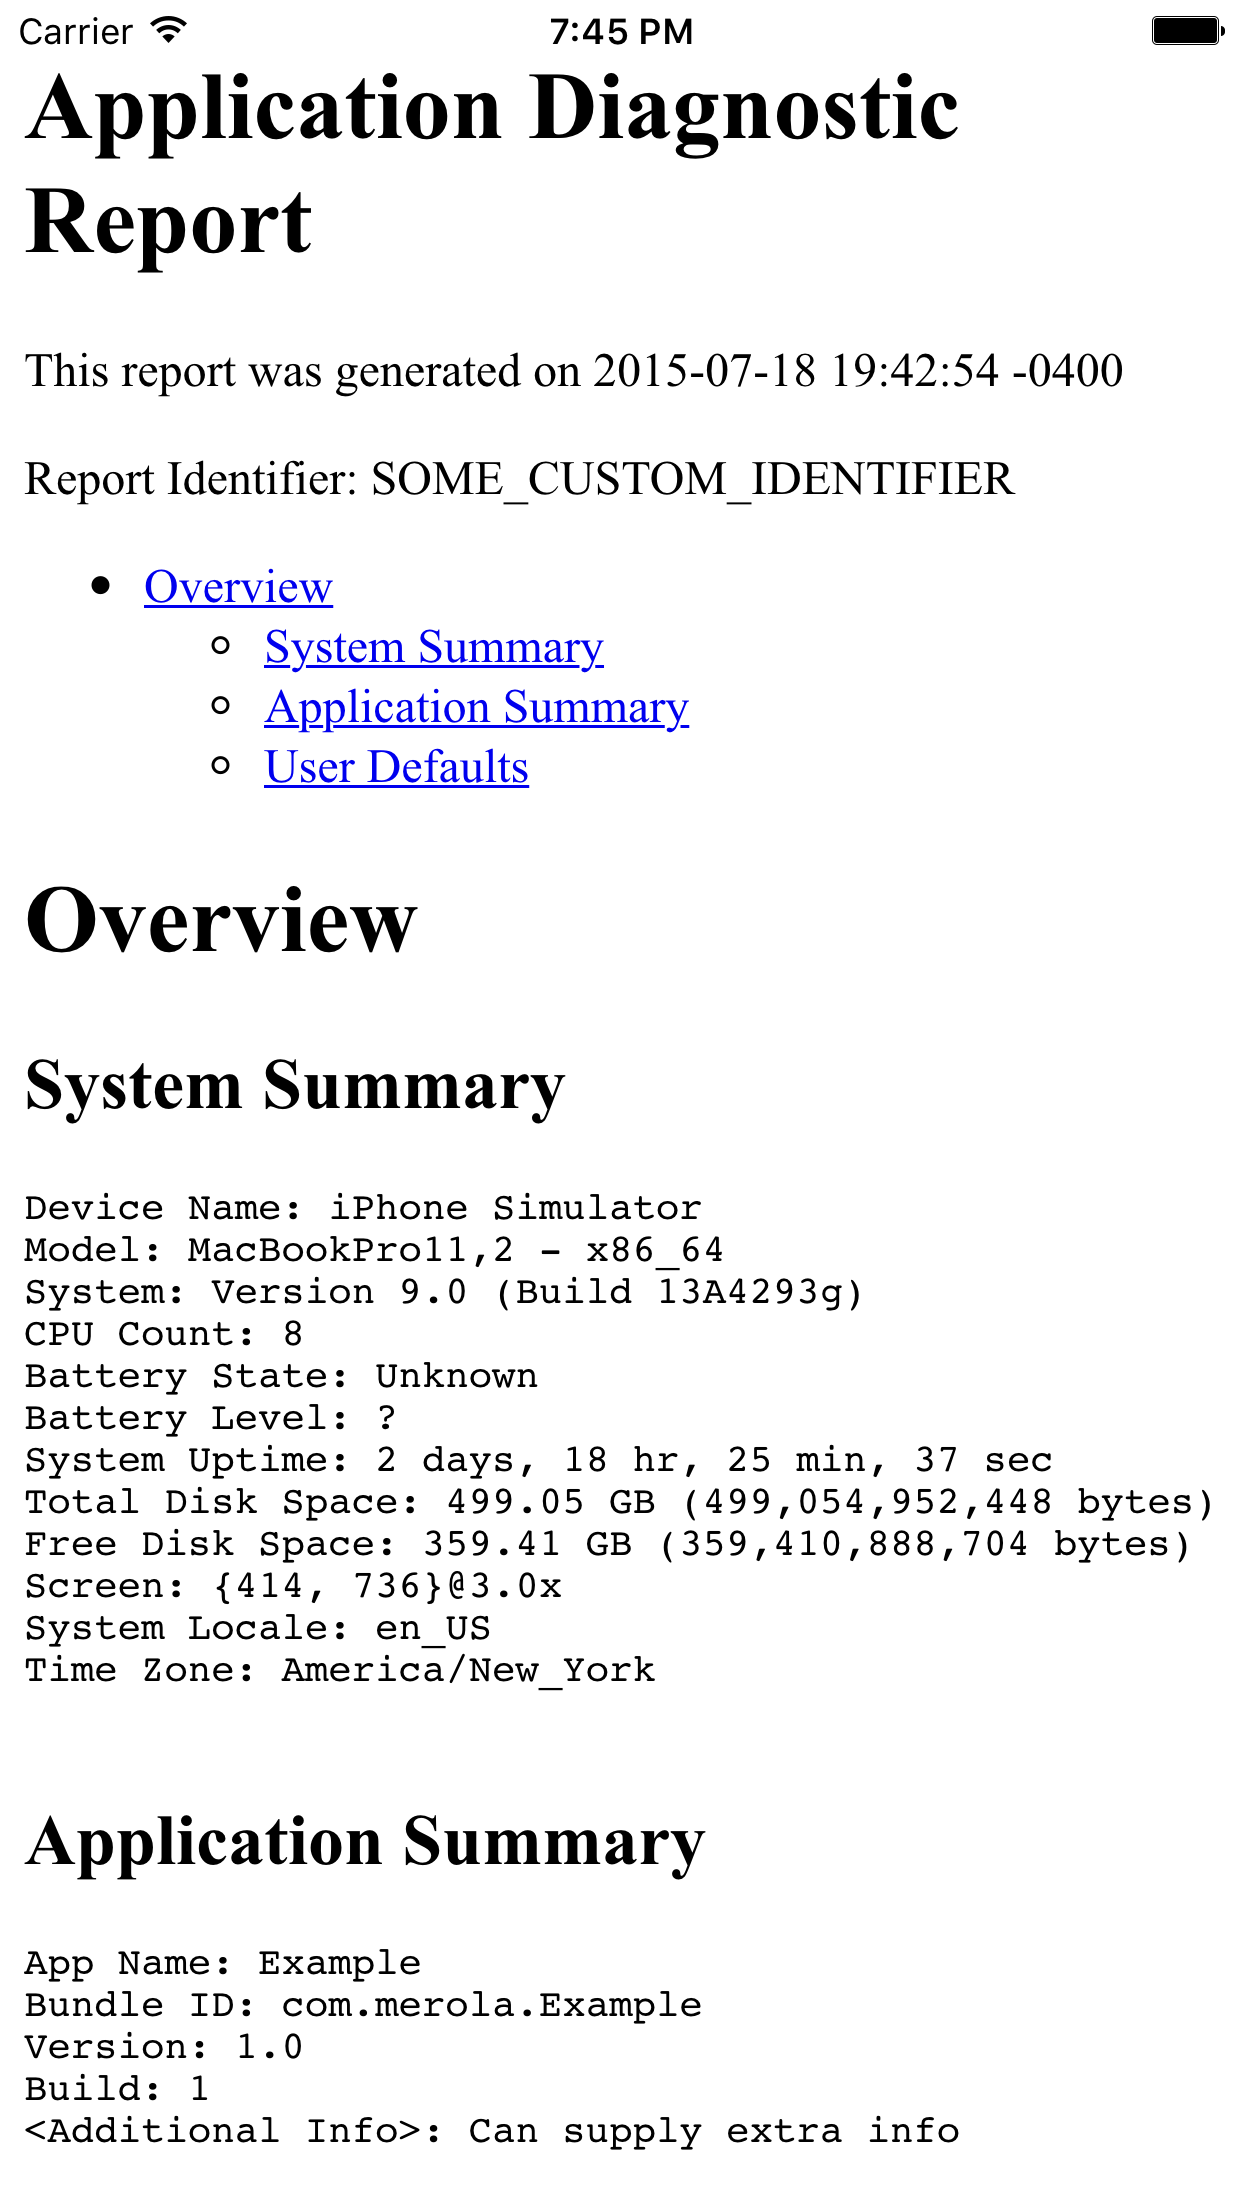 Carrier 7:45 PM
Application Diagnostic
Report
This report was generated on 2015-07-18 19:42:54 -0400
Report Identifier: SOME_CUSTOM_IDENTIFIER
Overview
System Summary
Application Summary
User Defaults
Overview
System Summary
Device Name: iPhone Simulator
Model: MacBookPro11,2 - x86_64
System: Version 9.0 (Build 13A4293g)
CPU Count: 8
Battery State: Unknown
Battery Level: ?
System Uptime: 2 days, 18 hr, 25 min, 37 sec
Total Disk Space: 499.05 GB (499,054,952,448 bytes)
Free Disk Space: 359.41 GB (359,410,888,704 bytes)
Screen: {414, 736}@3.0x
System Locale: en_US
Time Zone: America/New_York
Application Summary
App Name: Example
Bundle ID: com.merola.Example
Version: 1.0
Build: 1
<Additional Info>: Can supply extra info